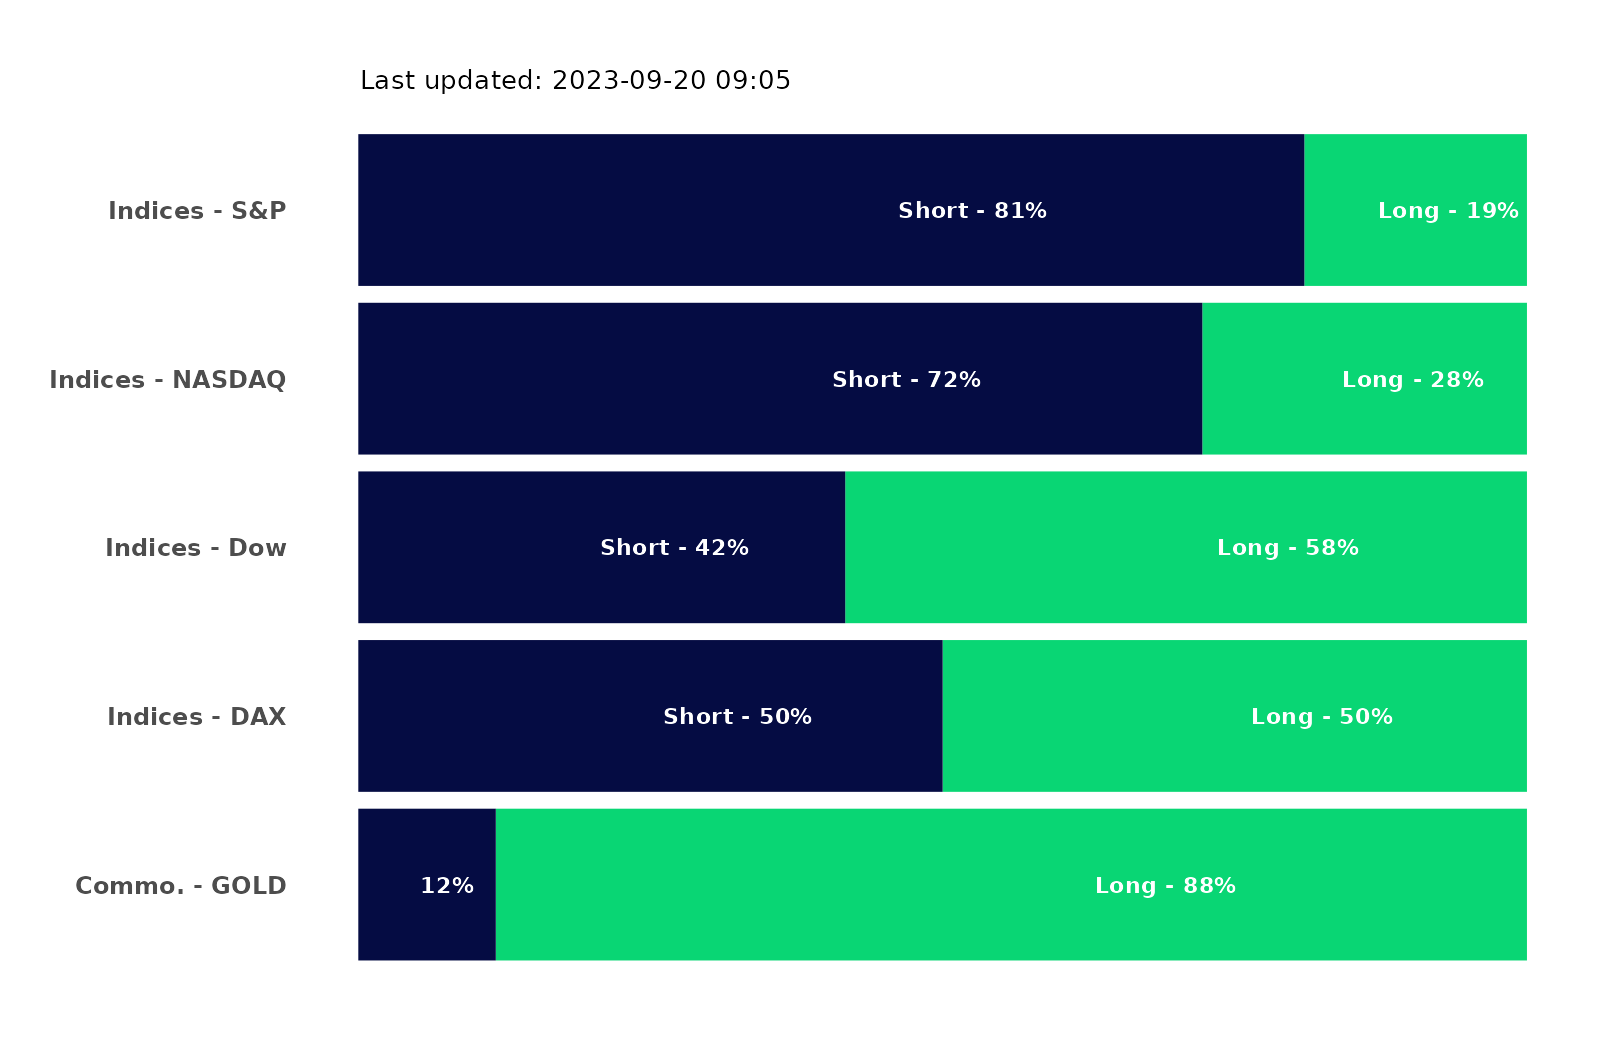 Last updated: 2023-09-20 09:05
Indices - S&P Short - 81% Long - 19%
Indices - NASDAQ Short - 72% Long - 28%
Indices - Dow Short - 42% Long - 58%
Indices - DAX Short - 50% Long - 50%
Commo. - GOLD 12% Long - 88%